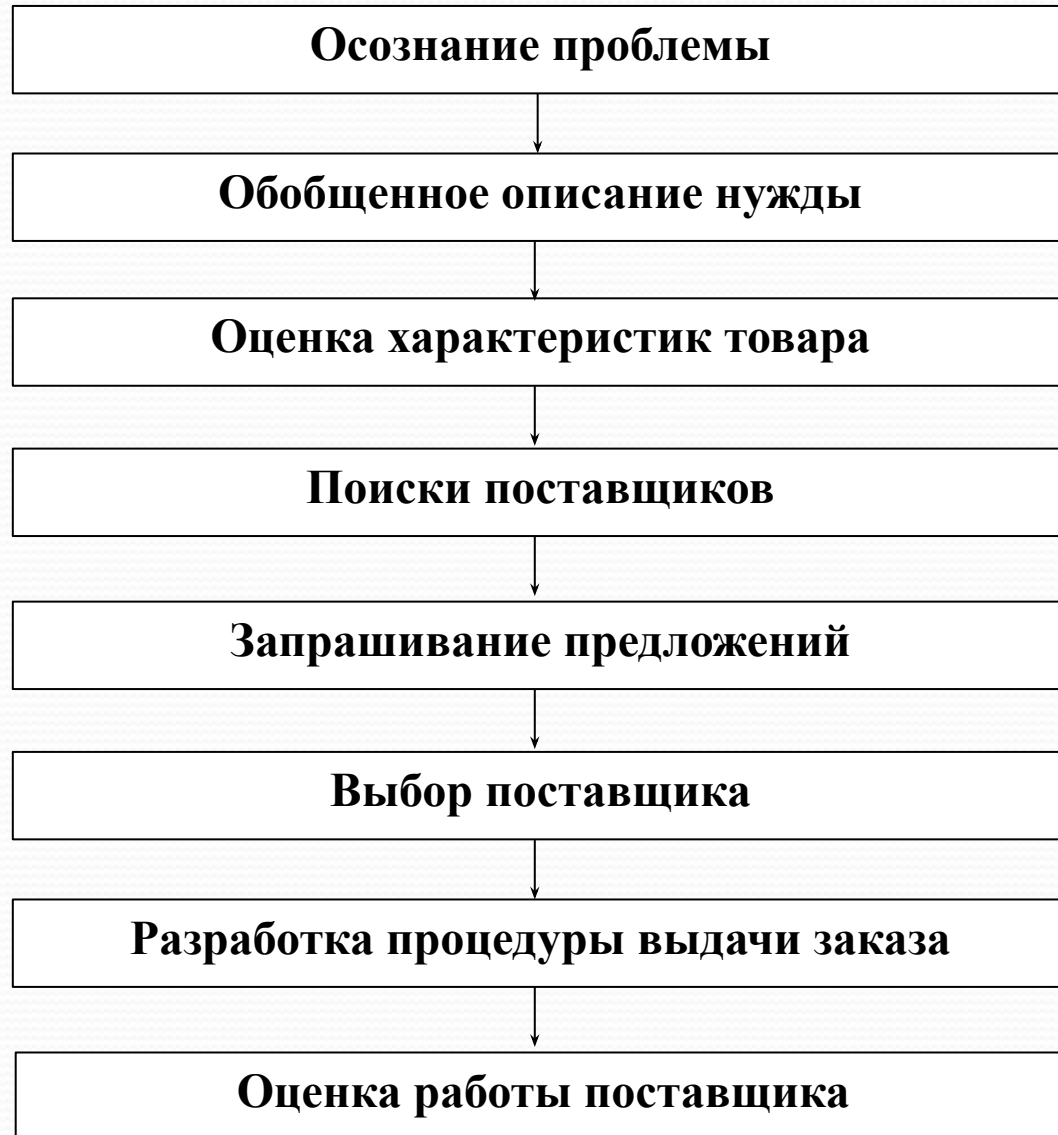 Осознание проблемы
Обобщенное описание нужды
Оценка характеристик товара
Поиски поставщиков
Запрашивание предложений
Выбор поставщика
Разработка процедуры выдачи заказа
Оценка работы поставщика